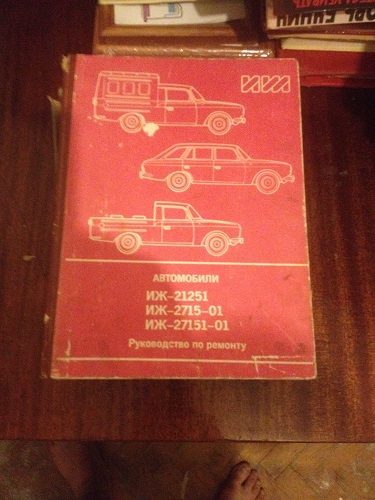 ИЖ
АВТОМОБИЛИ
ИЖ-21251
ИЖ-2715-01
ИЖ-27151-01
Руководство по ремонту